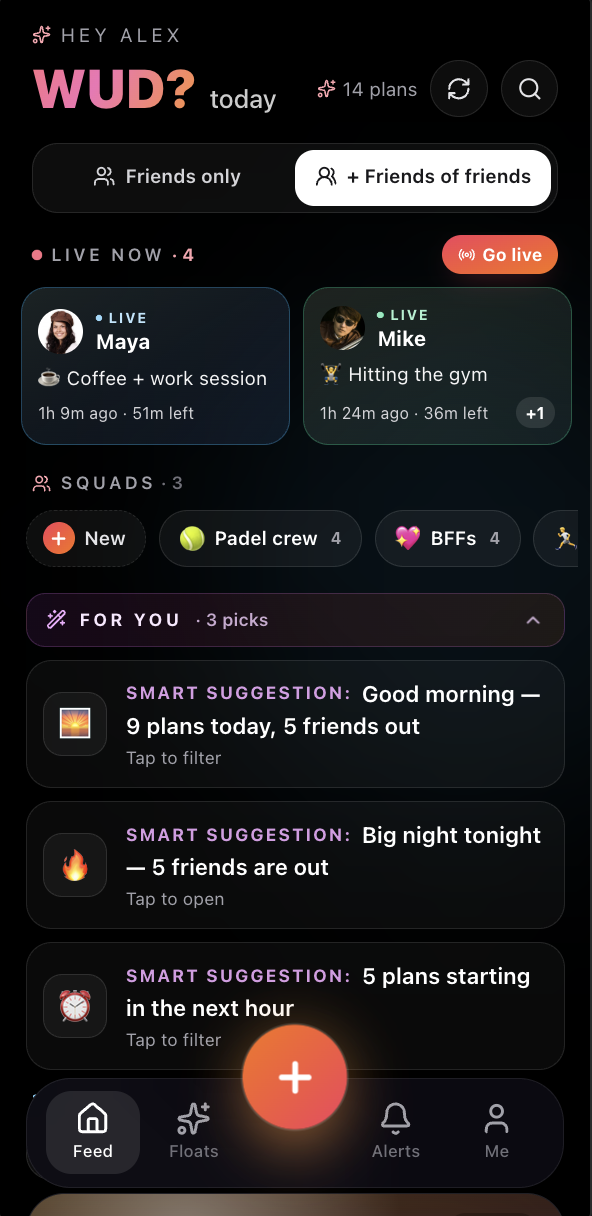 HEY ALEX
WUD? today
14 plans
Friends only
+ Friends of friends
LIVE NOW · 4
Go live
LIVE
Maya
Coffee + work session
1h 9m ago · 51m left
LIVE
Mike
Hitting the gym
1h 24m ago · 36m left
+1
SQUADS · 3
New
Padel crew 4
BFFs 4
FOR YOU · 3 picks
SMART SUGGESTION: Good morning —
9 plans today, 5 friends out
Tap to filter
SMART SUGGESTION: Big night tonight
— 5 friends are out
Tap to open
SMART SUGGESTION: 5 plans starting
in the next hour
Tap to filter
Feed
Floats
Alerts
Me